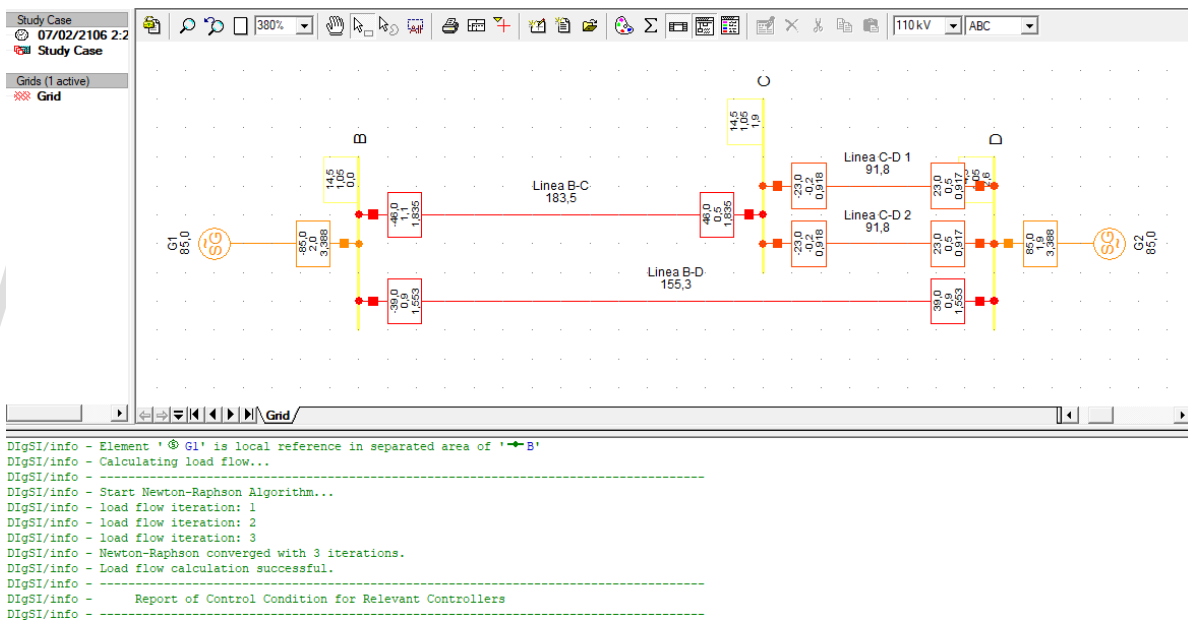 Study Case
07/02/2106 2:2
Study Case
Grids (1 active)
Grid
380%
110 kV
ABC
C
14,5
1,05
1,9
B
14,5
1,05
0,0
D
Linea C-D 1
91,8
Linea B-C
183,5
-46,0
1,1
1,835
46,0
0,5
1,835
-23,0
-0,2
0,918
23,0
0,5
0,917
Linea C-D 2
91,8
G1
85,0
SG
~
-85,0
2,0
3,388
-23,0
-0,2
0,918
23,0
0,5
0,917
85,0
1,9
3,388
SG
~
G2
85,0
Linea B-D
155,3
-39,0
0,9
1,553
39,0
0,9
1,553
Grid
DIgSI/info - Element ' G1' is local reference in separated area of ' B'
DIgSI/info - Calculating load flow...
DIgSI/info - --------------------------------------------------------------------------------
DIgSI/info - Start Newton-Raphson Algorithm...
DIgSI/info - load flow iteration: 1
DIgSI/info - load flow iteration: 2
DIgSI/info - load flow iteration: 3
DIgSI/info - Newton-Raphson converged with 3 iterations.
DIgSI/info - Load flow calculation successful.
DIgSI/info - --------------------------------------------------------------------------------
DIgSI/info - Report of Control Condition for Relevant Controllers
DIgSI/info - --------------------------------------------------------------------------------